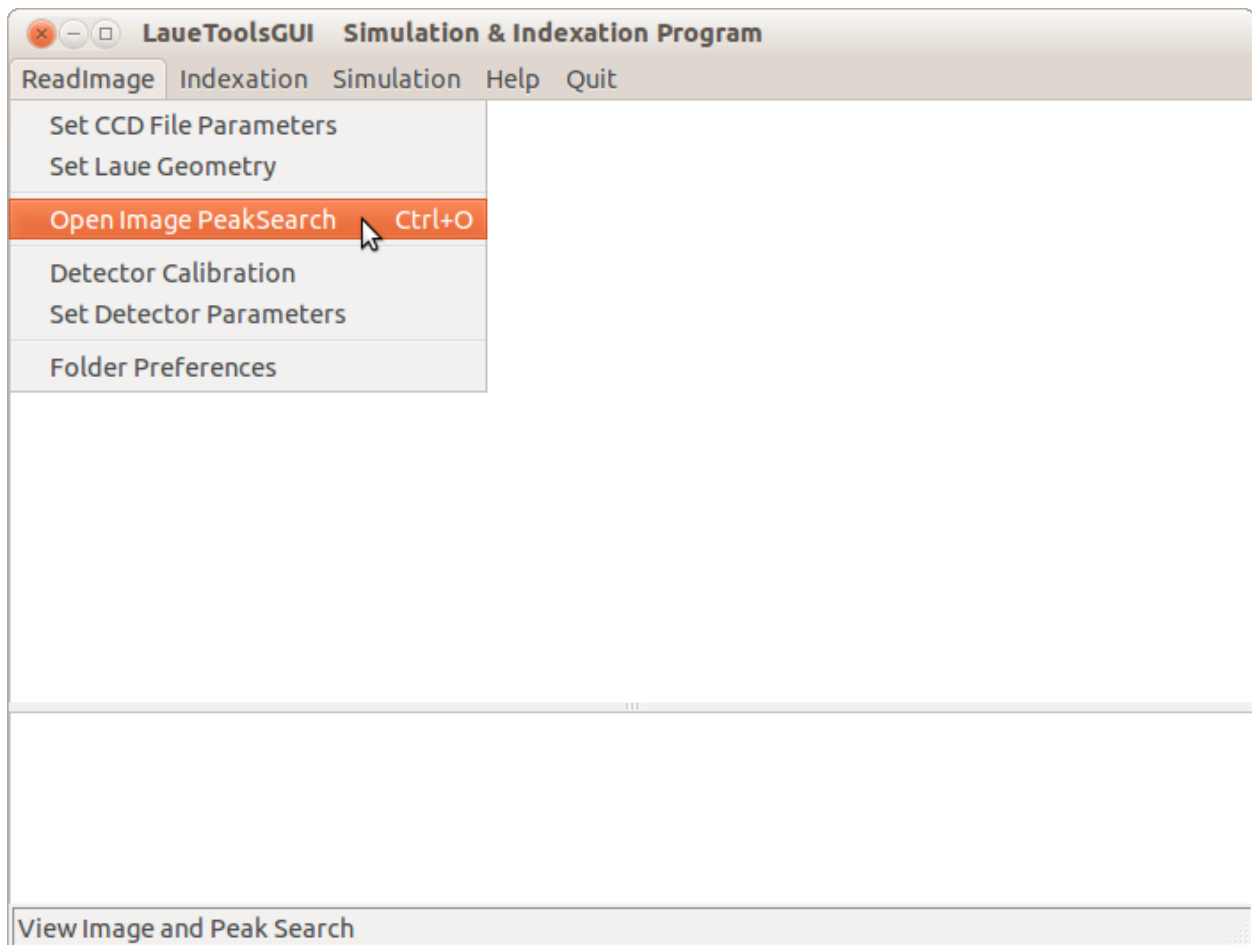 LaueToolsGUI Simulation & Indexation Program
ReadImage Indexation Simulation Help Quit
Set CCD File Parameters
Set Laue Geometry
Open Image PeakSearch Ctrl+O
Detector Calibration
Set Detector Parameters
Folder Preferences
View Image and Peak Search